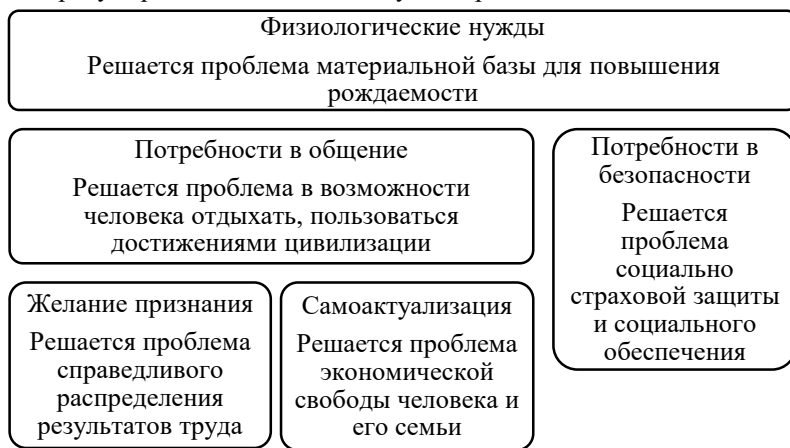 Физиологические нужды
Решается проблема материальной базы для повышения
рождаемости
Потребности в общение
Решается проблема в возможности
человека отдыхать, пользоваться
достижениями цивилизации
Потребности в
безопасности
Решается
проблема
социально
страховой защиты
и социального
обеспечения
Желание признания
Решается проблема
справедливого
распределения
результатов труда
Самоактуализация
Решается проблема
экономической
свободы человека и
его семьи